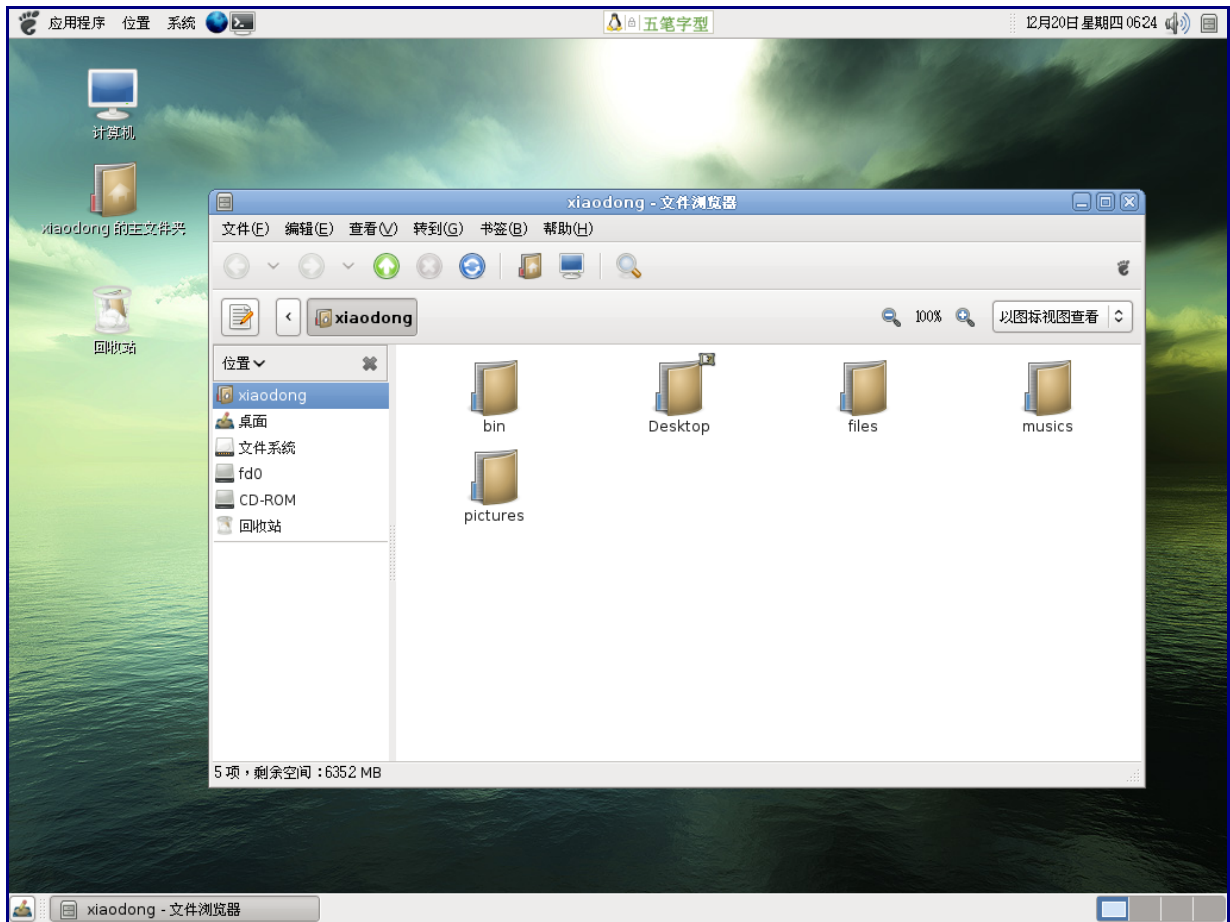 应用程序 位置 系统
五笔字型
12月20日 星期四 06:24
计算机
xiaodong 的主文件夹
回收站
xiaodong - 文件浏览器
文件(F) 编辑(E) 查看(V) 转到(G) 书签(B) 帮助(H)
xiaodong
100%
以图标视图查看
位置
xiaodong
桌面
文件系统
fd0
CD-ROM
回收站
bin
Desktop
files
musics
pictures
5 项，剩余空间：6352 MB
xiaodong - 文件浏览器